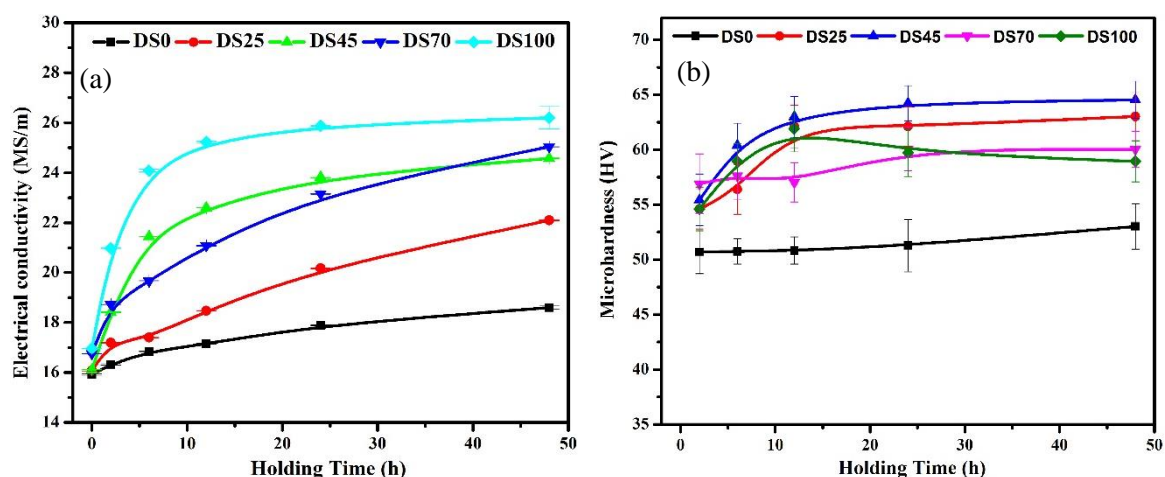 DS0 DS25 DS45 DS70 DS100
(a)
Electrical conductivity (MS/m)
30
28
26
24
22
20
18
16
14
0 10 20 30 40 50
Holding Time (h)
DS0 DS25 DS45 DS70 DS100
(b)
Microhardness (HV)
70
65
60
55
50
45
40
35
0 10 20 30 40 50
Holding Time (h)